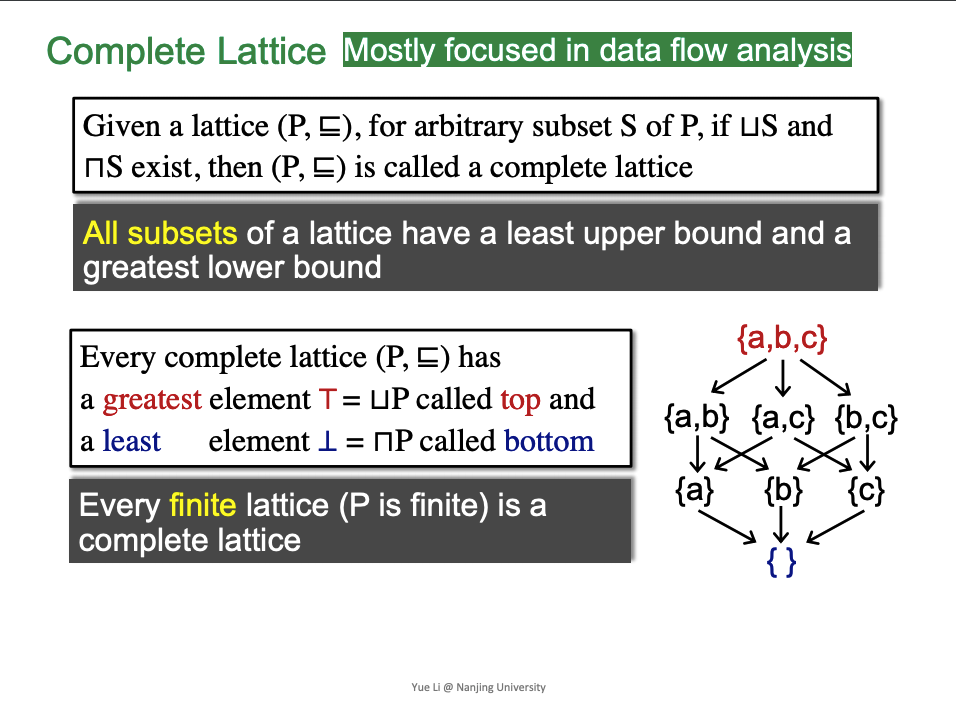 Complete Lattice Mostly focused in data flow analysis
Given a lattice (P, ⊑), for arbitrary subset S of P, if ⊔S and
⊓S exist, then (P, ⊑) is called a complete lattice
All subsets of a lattice have a least upper bound and a
greatest lower bound
Every complete lattice (P, ⊑) has
a greatest element ⊤ = ⊔P called top and
a least element ⊥ = ⊓P called bottom
Every finite lattice (P is finite) is a
complete lattice
{a,b,c}
{a,b} {a,c} {b,c}
{a} {b} {c}
{ }
Yue Li @ Nanjing University